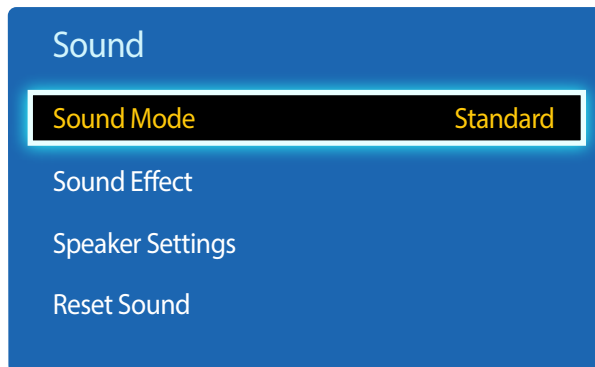 Sound
Sound Mode Standard
Sound Effect
Speaker Settings
Reset Sound